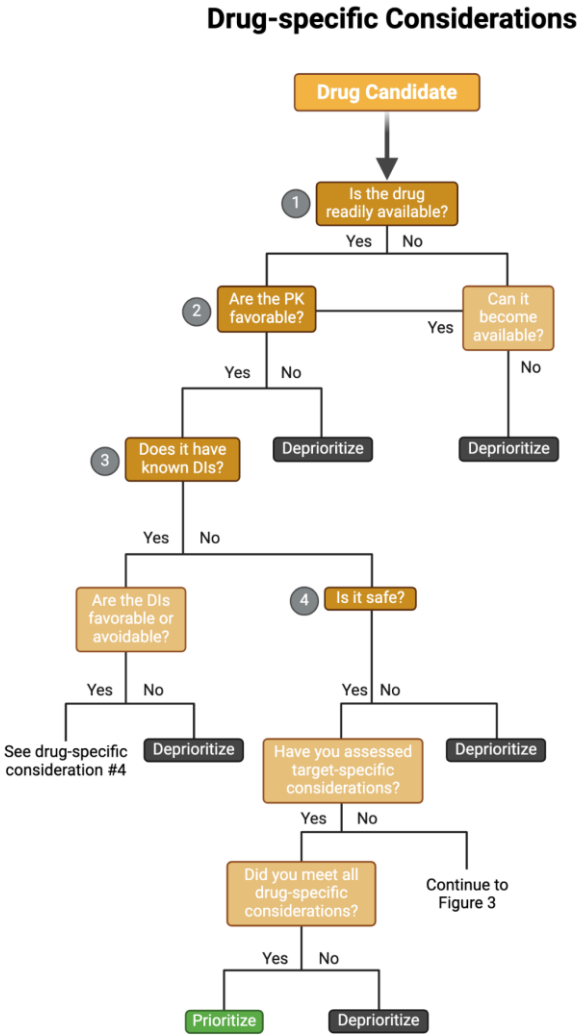 Drug-specific Considerations
Drug Candidate
1
Is the drug
readily available?
Yes
No
2
Are the PK
favorable?
Yes
Can it
become
available?
Yes
No
No
Deprioritize
Deprioritize
3
Does it have
known DIs?
Yes
No
Are the DIs
favorable or
avoidable?
4
Is it safe?
Yes
No
Yes
No
See drug-specific
consideration #4
Deprioritize
Have you assessed
target-specific
considerations?
Deprioritize
Yes
No
Did you meet all
drug-specific
considerations?
Continue to
Figure 3
Yes
No
Prioritize
Deprioritize